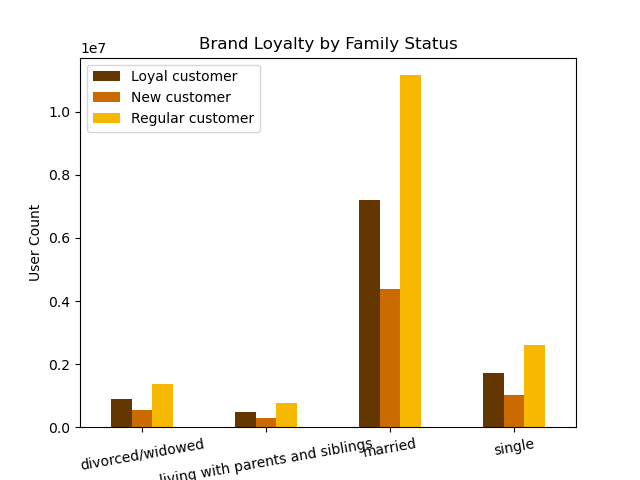 Brand Loyalty by Family Status
1e7
Loyal customer
New customer
Regular customer
1.0
0.8
0.6
0.4
0.2
0.0
User Count
divorced/widowed
living with parents and siblings
married
single